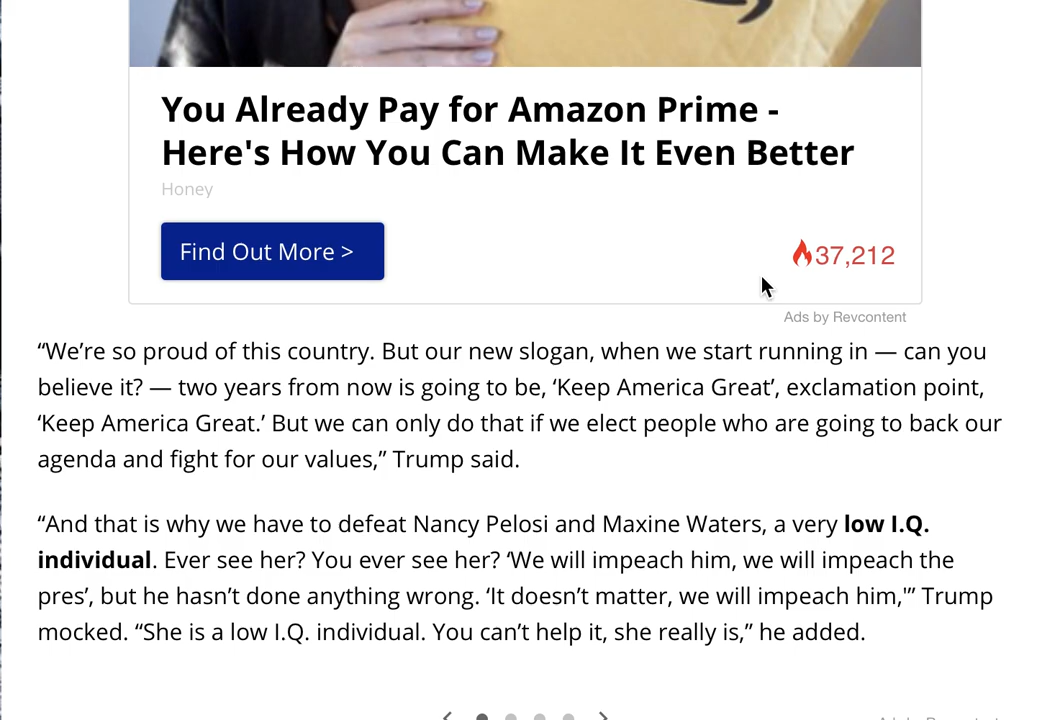 You Already Pay for Amazon Prime -
Here's How You Can Make It Even Better
Honey
Find Out More >
37,212
Ads by Revcontent
“We’re so proud of this country. But our new slogan, when we start running in — can you
believe it? — two years from now is going to be, ‘Keep America Great’, exclamation point,
‘Keep America Great.’ But we can only do that if we elect people who are going to back our
agenda and fight for our values,” Trump said.
“And that is why we have to defeat Nancy Pelosi and Maxine Waters, a very low I.Q.
individual. Ever see her? You ever see her? ‘We will impeach him, we will impeach the
pres’, but he hasn’t done anything wrong. ‘It doesn’t matter, we will impeach him,'” Trump
mocked. “She is a low I.Q. individual. You can’t help it, she really is,” he added.
Ads by Revcontent